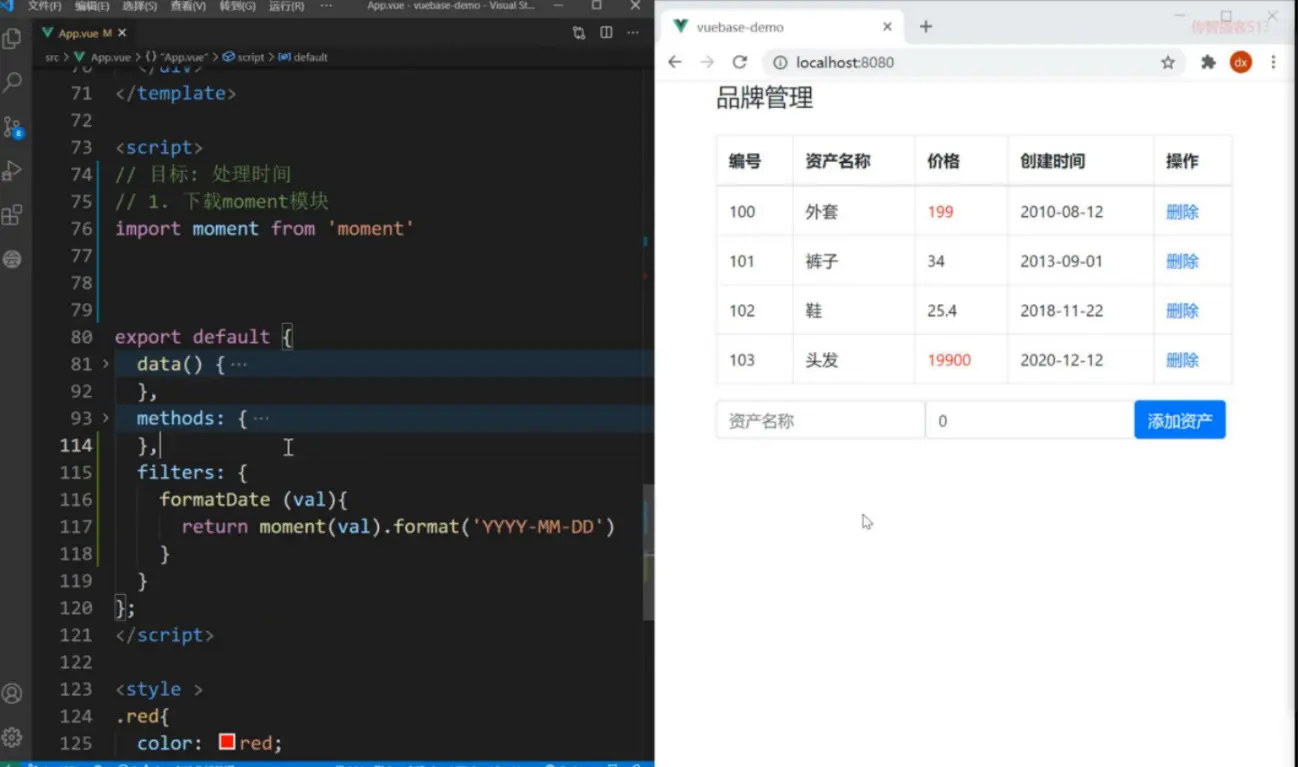 文件(F) 编辑(E) 选择(S) 查看(V) 转到(G) 运行(R) ··· App.vue - vuebase-demo - Visual St...
App.vue M
src > App.vue > {} "App.vue" > script > default
70 </div>
71 </template>
72
73 <script>
74 // 目标: 处理时间
75 // 1. 下载moment模块
76 import moment from 'moment'
77
78
79
80 export default {
81 data() { ···
92 },
93 methods: { ···
114 },
115 filters: {
116 formatDate (val){
117 return moment(val).format('YYYY-MM-DD')
118 }
119 }
120 };
121 </script>
122
123 <style >
124 .red{
125 color: red;
vuebase-demo
localhost:8080
dx
品牌管理
编号 资产名称 价格 创建时间 操作
100 外套 199 2010-08-12 删除
101 裤子 34 2013-09-01 删除
102 鞋 25.4 2018-11-22 删除
103 头发 19900 2020-12-12 删除
资产名称 0 添加资产